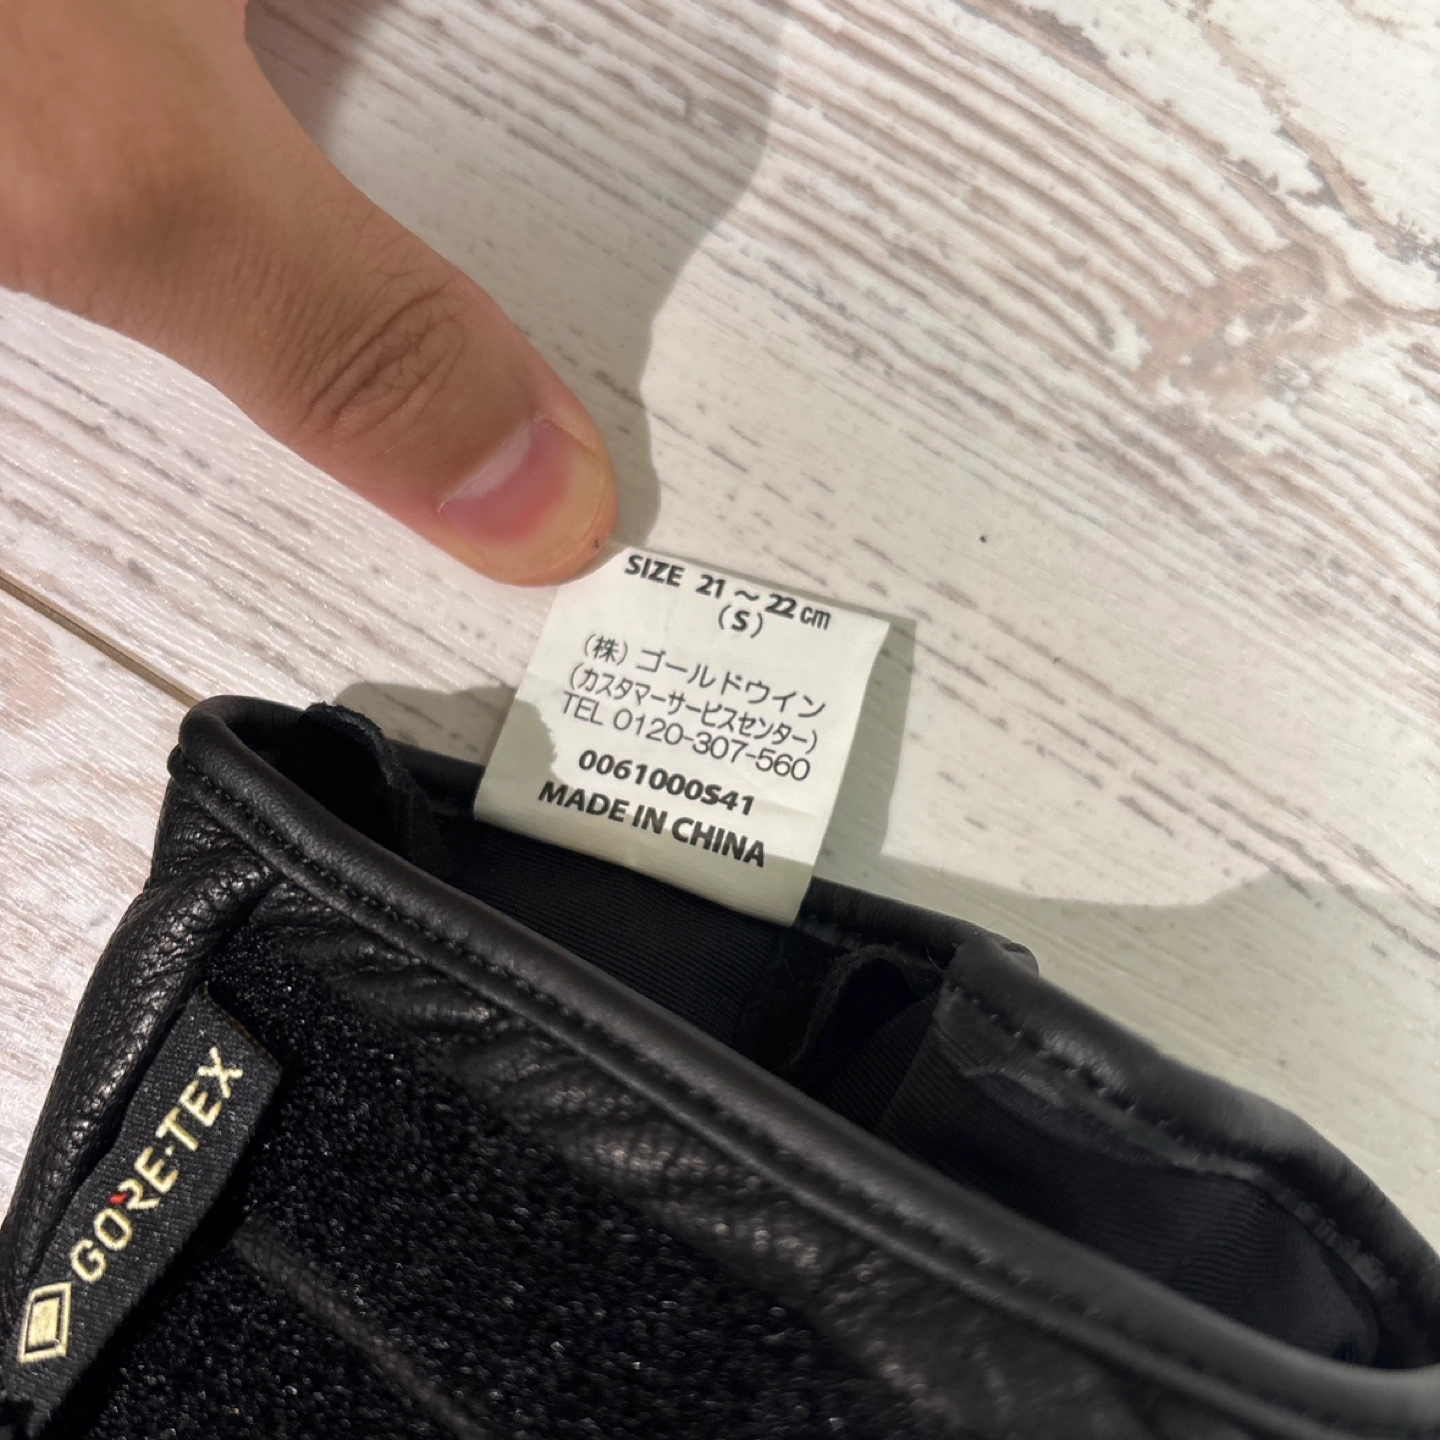 SIZE 21～22cm
(S)
(株)ゴールドウイン
(カスタマーサービスセンター)
TEL 0120-307-560
0061000S41
MADE IN CHINA
GORE-TEX